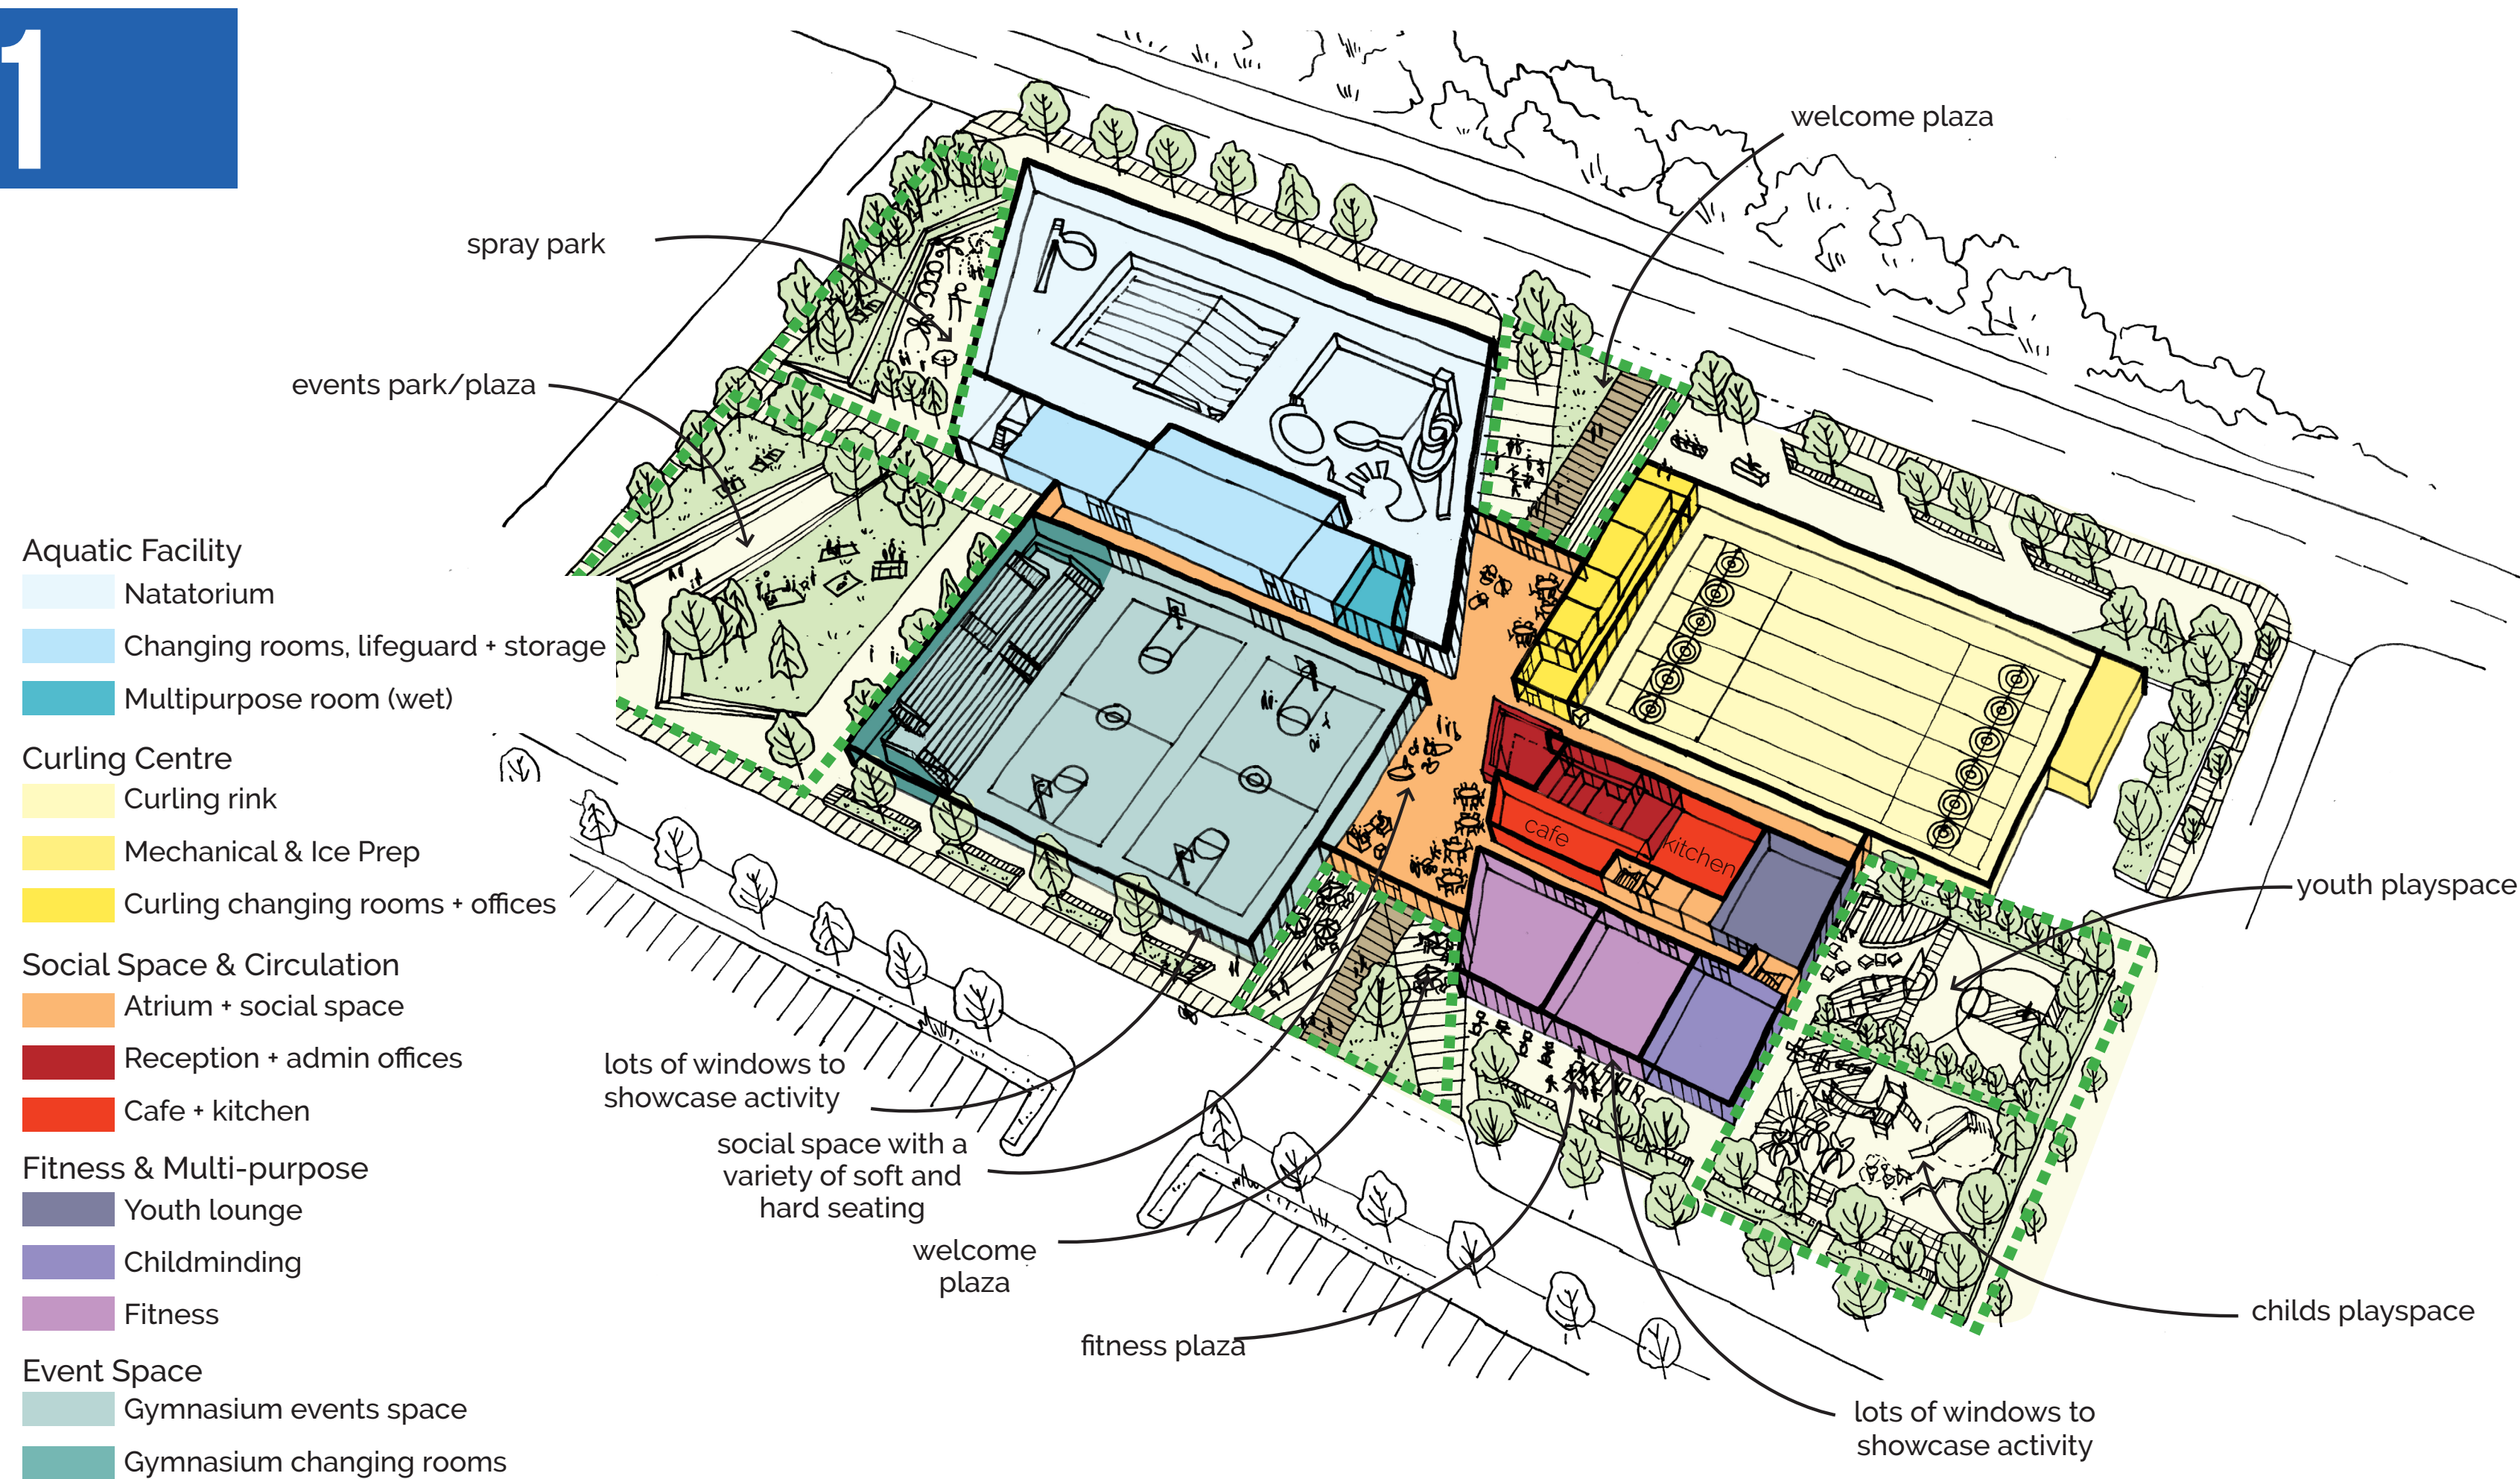 1
welcome plaza
spray park
events park/plaza
Aquatic Facility
Natatorium
Changing rooms, lifeguard + storage
Multipurpose room (wet)
Curling Centre
Curling rink
Mechanical & Ice Prep
Curling changing rooms + offices
Social Space & Circulation
Atrium + social space
Reception + admin offices
Cafe + kitchen
Fitness & Multi-purpose
Youth lounge
Childminding
Fitness
Event Space
Gymnasium events space
Gymnasium changing rooms
cafe
kitchen
youth playspace
lots of windows to
showcase activity
social space with a
variety of soft and
hard seating
welcome
plaza
fitness plaza
childs playspace
lots of windows to
showcase activity